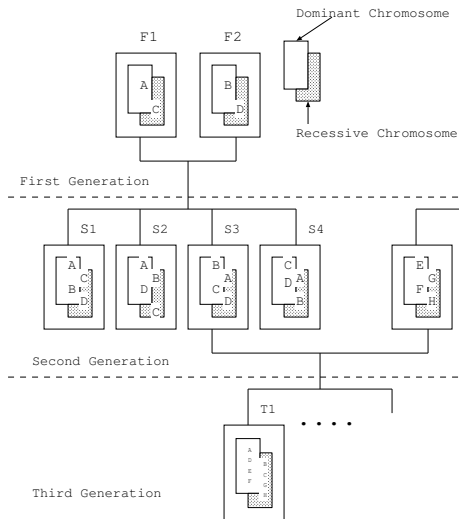 Dominant Chromosome
F1 F2
A
C
B
D
Recessive Chromosome
First Generation
S1 S2 S3 S4
A
C
B
D
A
B
D
C
B
A
C
D
C
A
D
B
E
G
F
H
Second Generation
T1
. . . .
A
D
E
F
B
C
G
H
Third Generation